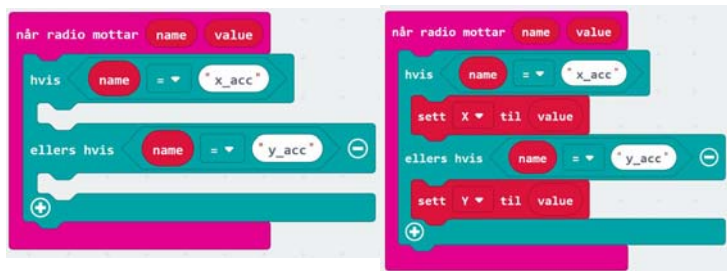 når radio mottar name value
hvis name = "x_acc"
ellers hvis name = "y_acc"
når radio mottar name value
hvis name = "x_acc"
sett X til value
ellers hvis name = "y_acc"
sett Y til value